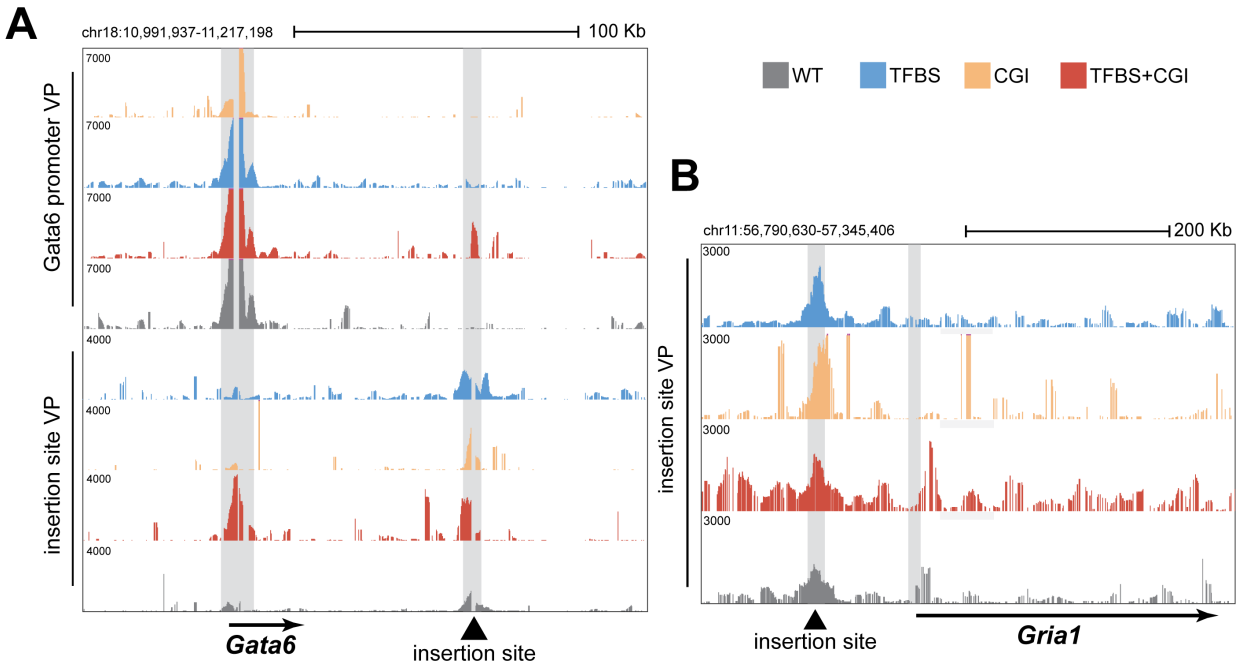 A
chr18:10,991,937-11,217,198
100 Kb
WT
TFBS
CGI
TFBS+CGI
Gata6 promoter VP
7000
7000
7000
7000
insertion site VP
4000
4000
4000
4000
Gata6
insertion site
B
chr11:56,790,630-57,345,406
200 Kb
insertion site VP
3000
3000
3000
3000
insertion site
Gria1